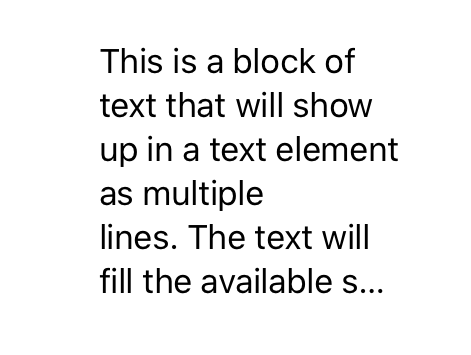 This is a block of
text that will show
up in a text element
as multiple
lines. The text will
fill the available s...